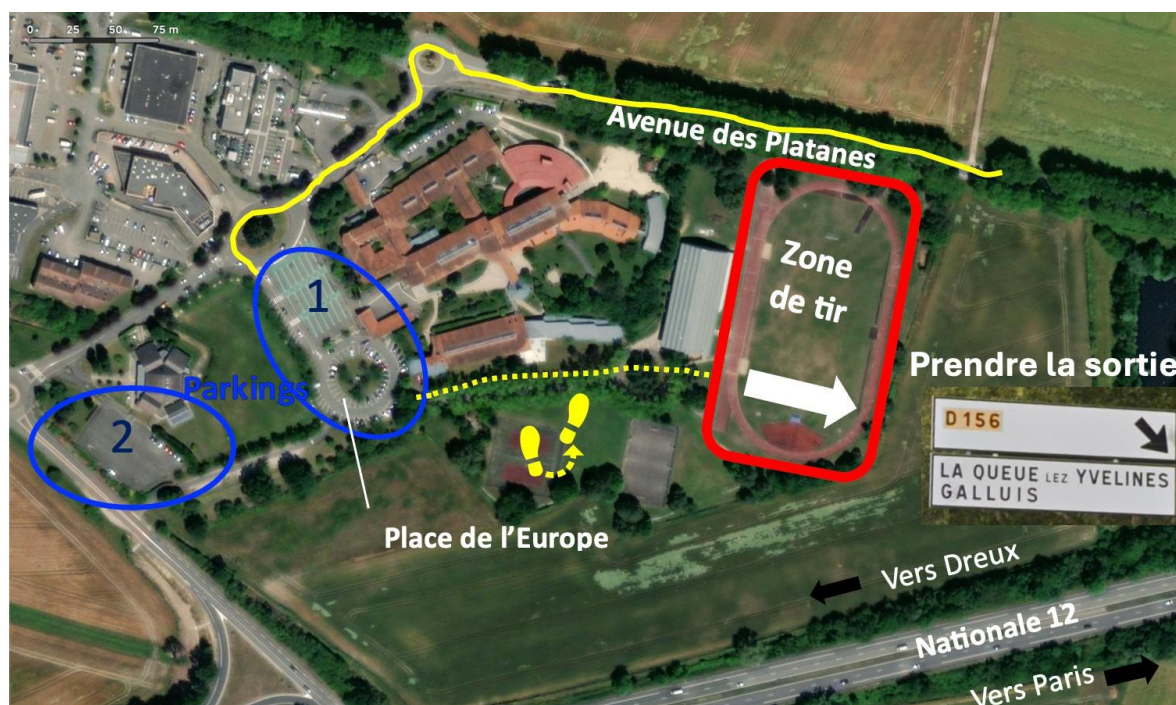 0 25 50 75 m
Avenue des Platanes
Zone
de tir
1
Parkings
2
Place de l’Europe
Prendre la sortie
D 156
LA QUEUE LEZ YVELINES
GALLUIS
Vers Dreux
Nationale 12
Vers Paris